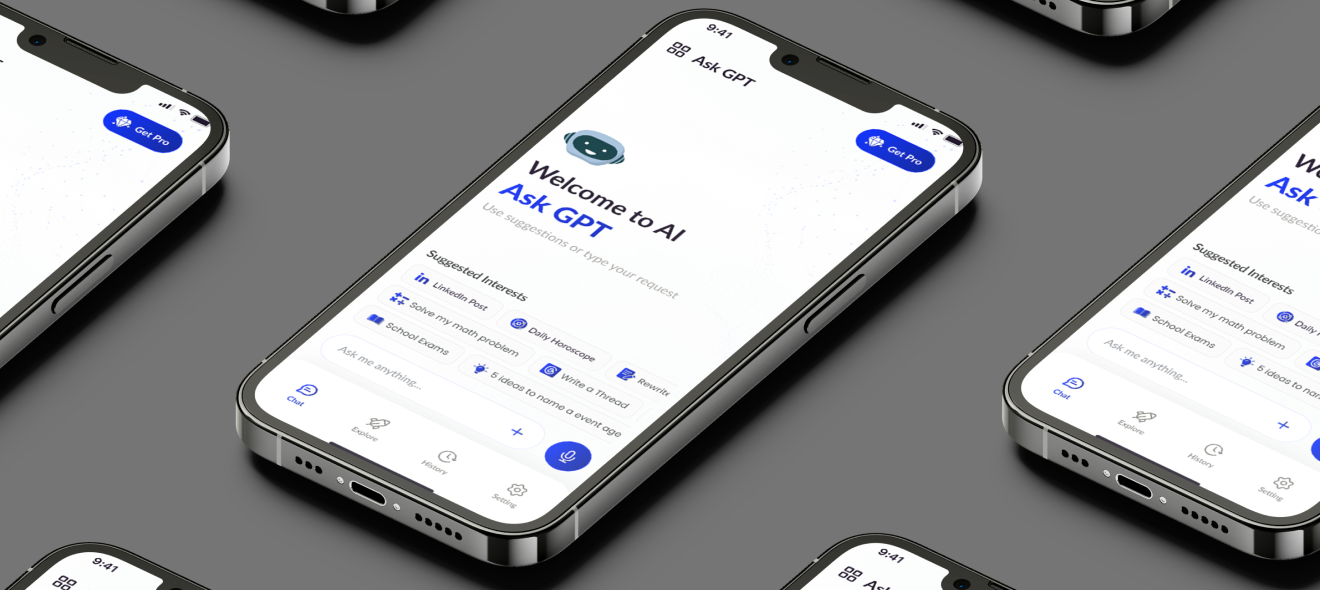 Get Pro
9:41
Ask GPT
Get Pro
Welcome to AI
Ask GPT
Use suggestions or type your request
Suggested Interests
LinkedIn Post
Daily Horoscope
Rewrite
Solve my math problem
Write a Thread
School Exams
5 ideas to name a event age
Ask me anything...
Chat
Explore
History
Setting
Ask
Use sugges
Suggested Interests
LinkedIn Post
Daily
Solve my math problem
School Exams
5 ideas to nam
Ask me anything...
Chat
Explore
History
Setting
9:41
9:41